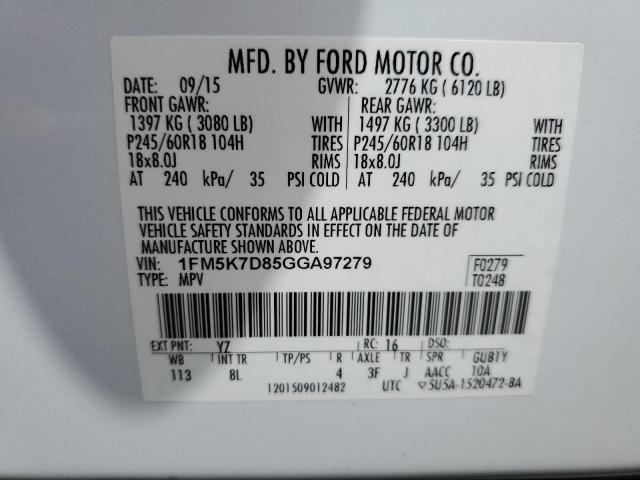 MFD. BY FORD MOTOR CO.
DATE: 09/15 GVWR: 2776 KG ( 6120 LB)
FRONT GAWR: REAR GAWR:
1397 KG ( 3080 LB) WITH 1497 KG ( 3300 LB) WITH
P245/60R18 104H TIRES P245/60R18 104H TIRES
18x8.0J RIMS 18x8.0J RIMS
AT 240 kPa/ 35 PSI COLD AT 240 kPa/ 35 PSI COLD
THIS VEHICLE CONFORMS TO ALL APPLICABLE FEDERAL MOTOR
VEHICLE SAFETY STANDARDS IN EFFECT ON THE DATE OF
MANUFACTURE SHOWN ABOVE.
VIN: 1FM5K7D85GGA97279 F0279
TYPE: MPV T0248
EXT PNT: YZ RC: 16 DSO:
WB INT TR TP/PS R AXLE TR SPR GUB1Y
113 8L 4 3F J AACC 10A
1201509012482 UTC ▽5U5A-1520472-BA